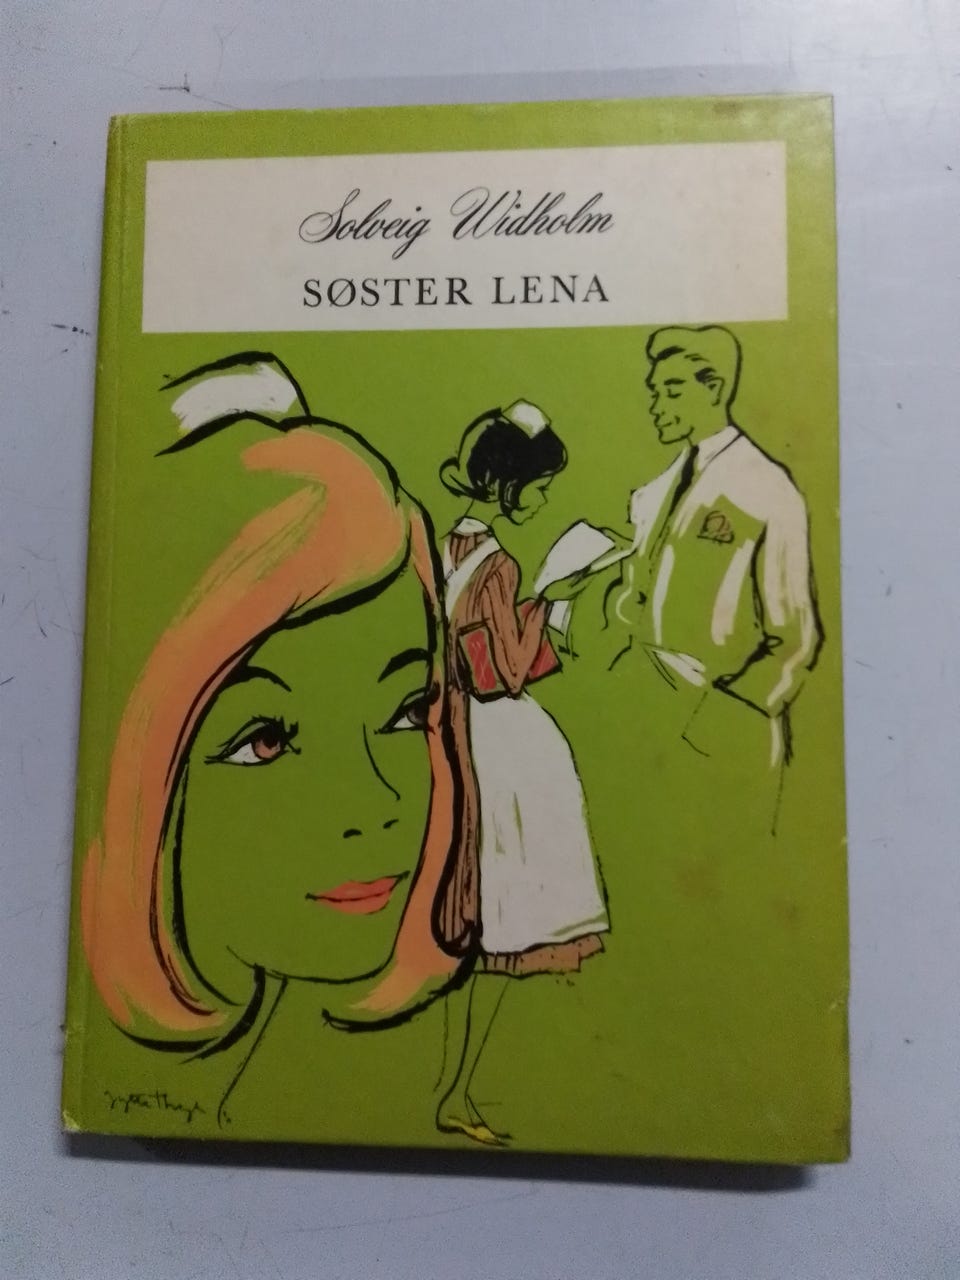 Solveig Widholm
SØSTER LENA